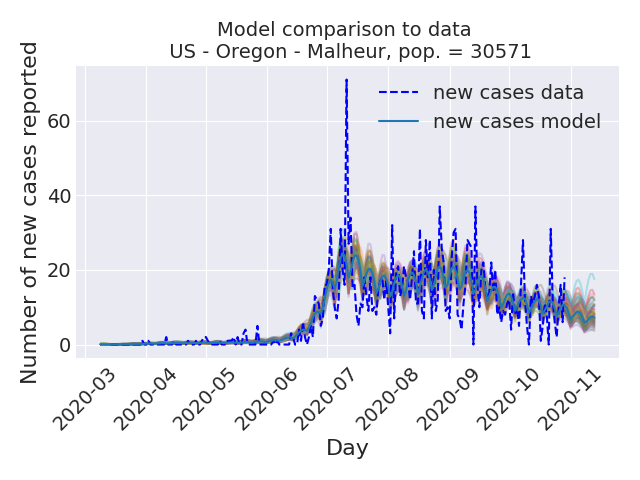 Model comparison to data
US - Oregon - Malheur, pop. = 30571
Number of new cases reported
60
40
20
0
new cases data
new cases model
2020-03
2020-04
2020-05
2020-06
2020-07
2020-08
2020-09
2020-10
2020-11
Day